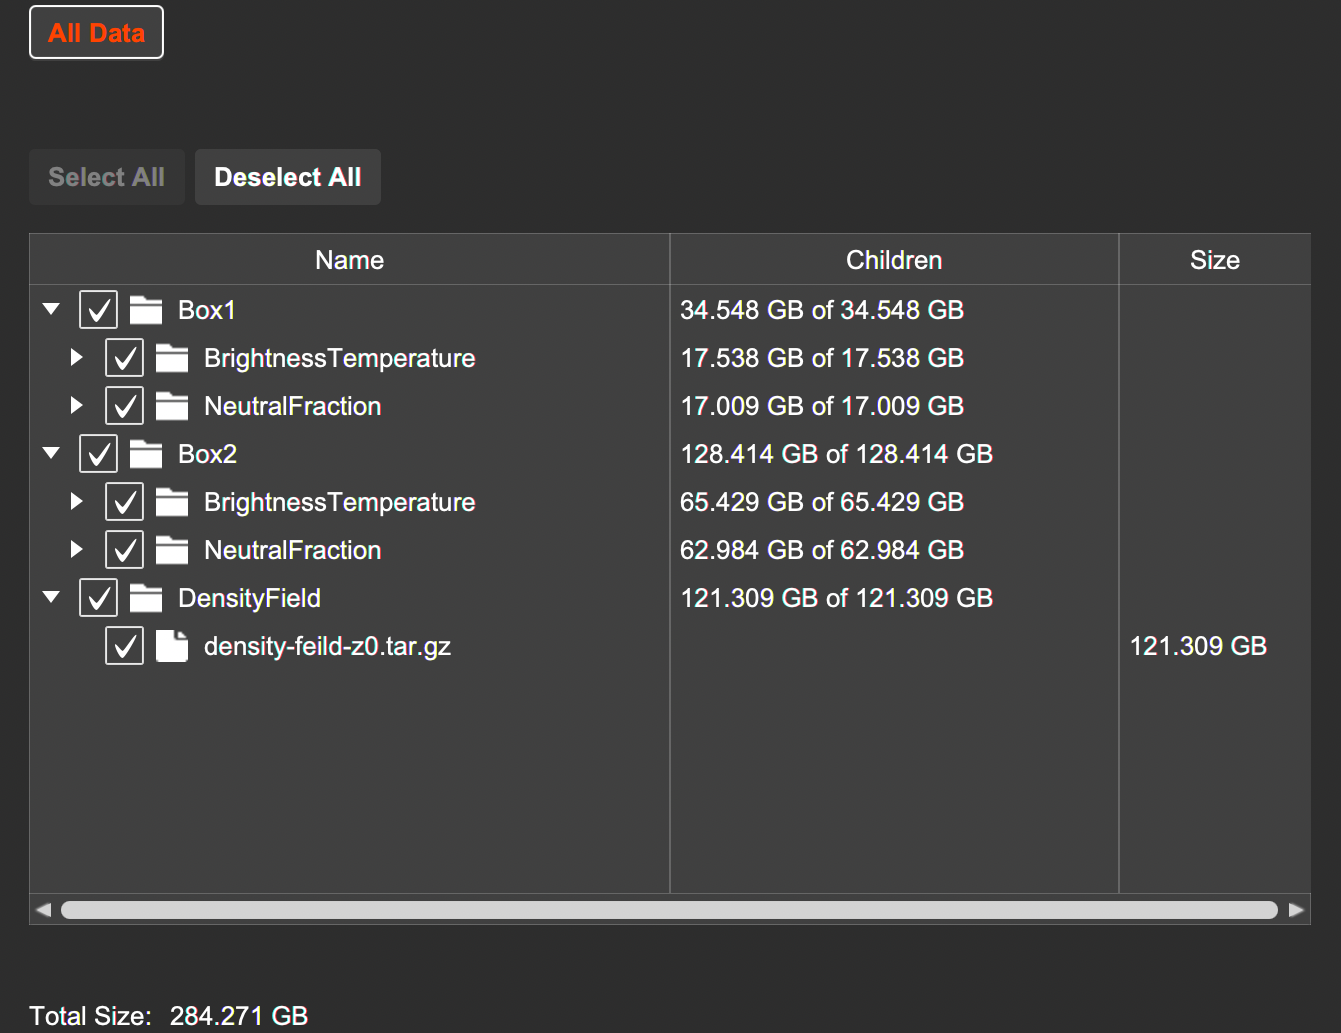 All Data
Select All Deselect All
Name Children Size
Box1 34.548 GB of 34.548 GB
BrightnessTemperature 17.538 GB of 17.538 GB
NeutralFraction 17.009 GB of 17.009 GB
Box2 128.414 GB of 128.414 GB
BrightnessTemperature 65.429 GB of 65.429 GB
NeutralFraction 62.984 GB of 62.984 GB
DensityField 121.309 GB of 121.309 GB
density-feild-z0.tar.gz 121.309 GB
Total Size: 284.271 GB